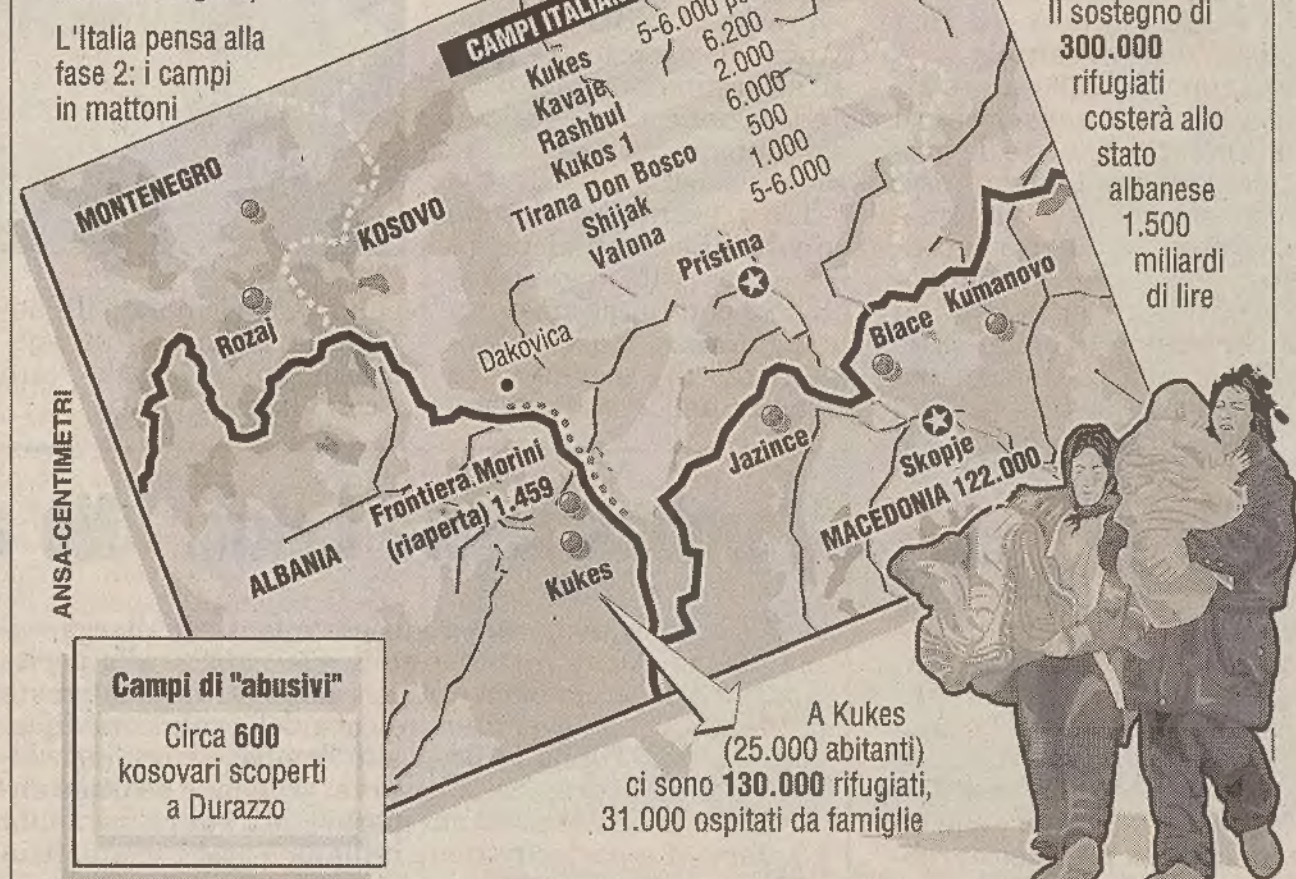 L'Italia pensa alla
fase 2: i campi
in mattoni
CAMPI ITALIANI
Kukes 5-6.000
Kavaje 6.200
Rashbul 2.000
Kukos 1 6.000
Tirana Don Bosco 500
Shijak 1.000
Valona 5-6.000
Il sostegno di
300.000
rifugiati
costerà allo
stato
albanese
1.500
miliardi
di lire
MONTENEGRO
KOSOVO
Rozaj
Dakovica
Pristina
Blace
Kumanovo
Jazince
Skopje
MACEDONIA 122.000
Frontiera Morini
(riaperta) 1.459
ALBANIA
Kukes
ANSA-CENTIMETRI
Campi di "abusivi"
Circa 600
kosovari scoperti
a Durazzo
A Kukes
(25.000 abitanti)
ci sono 130.000 rifugiati,
31.000 ospitati da famiglie